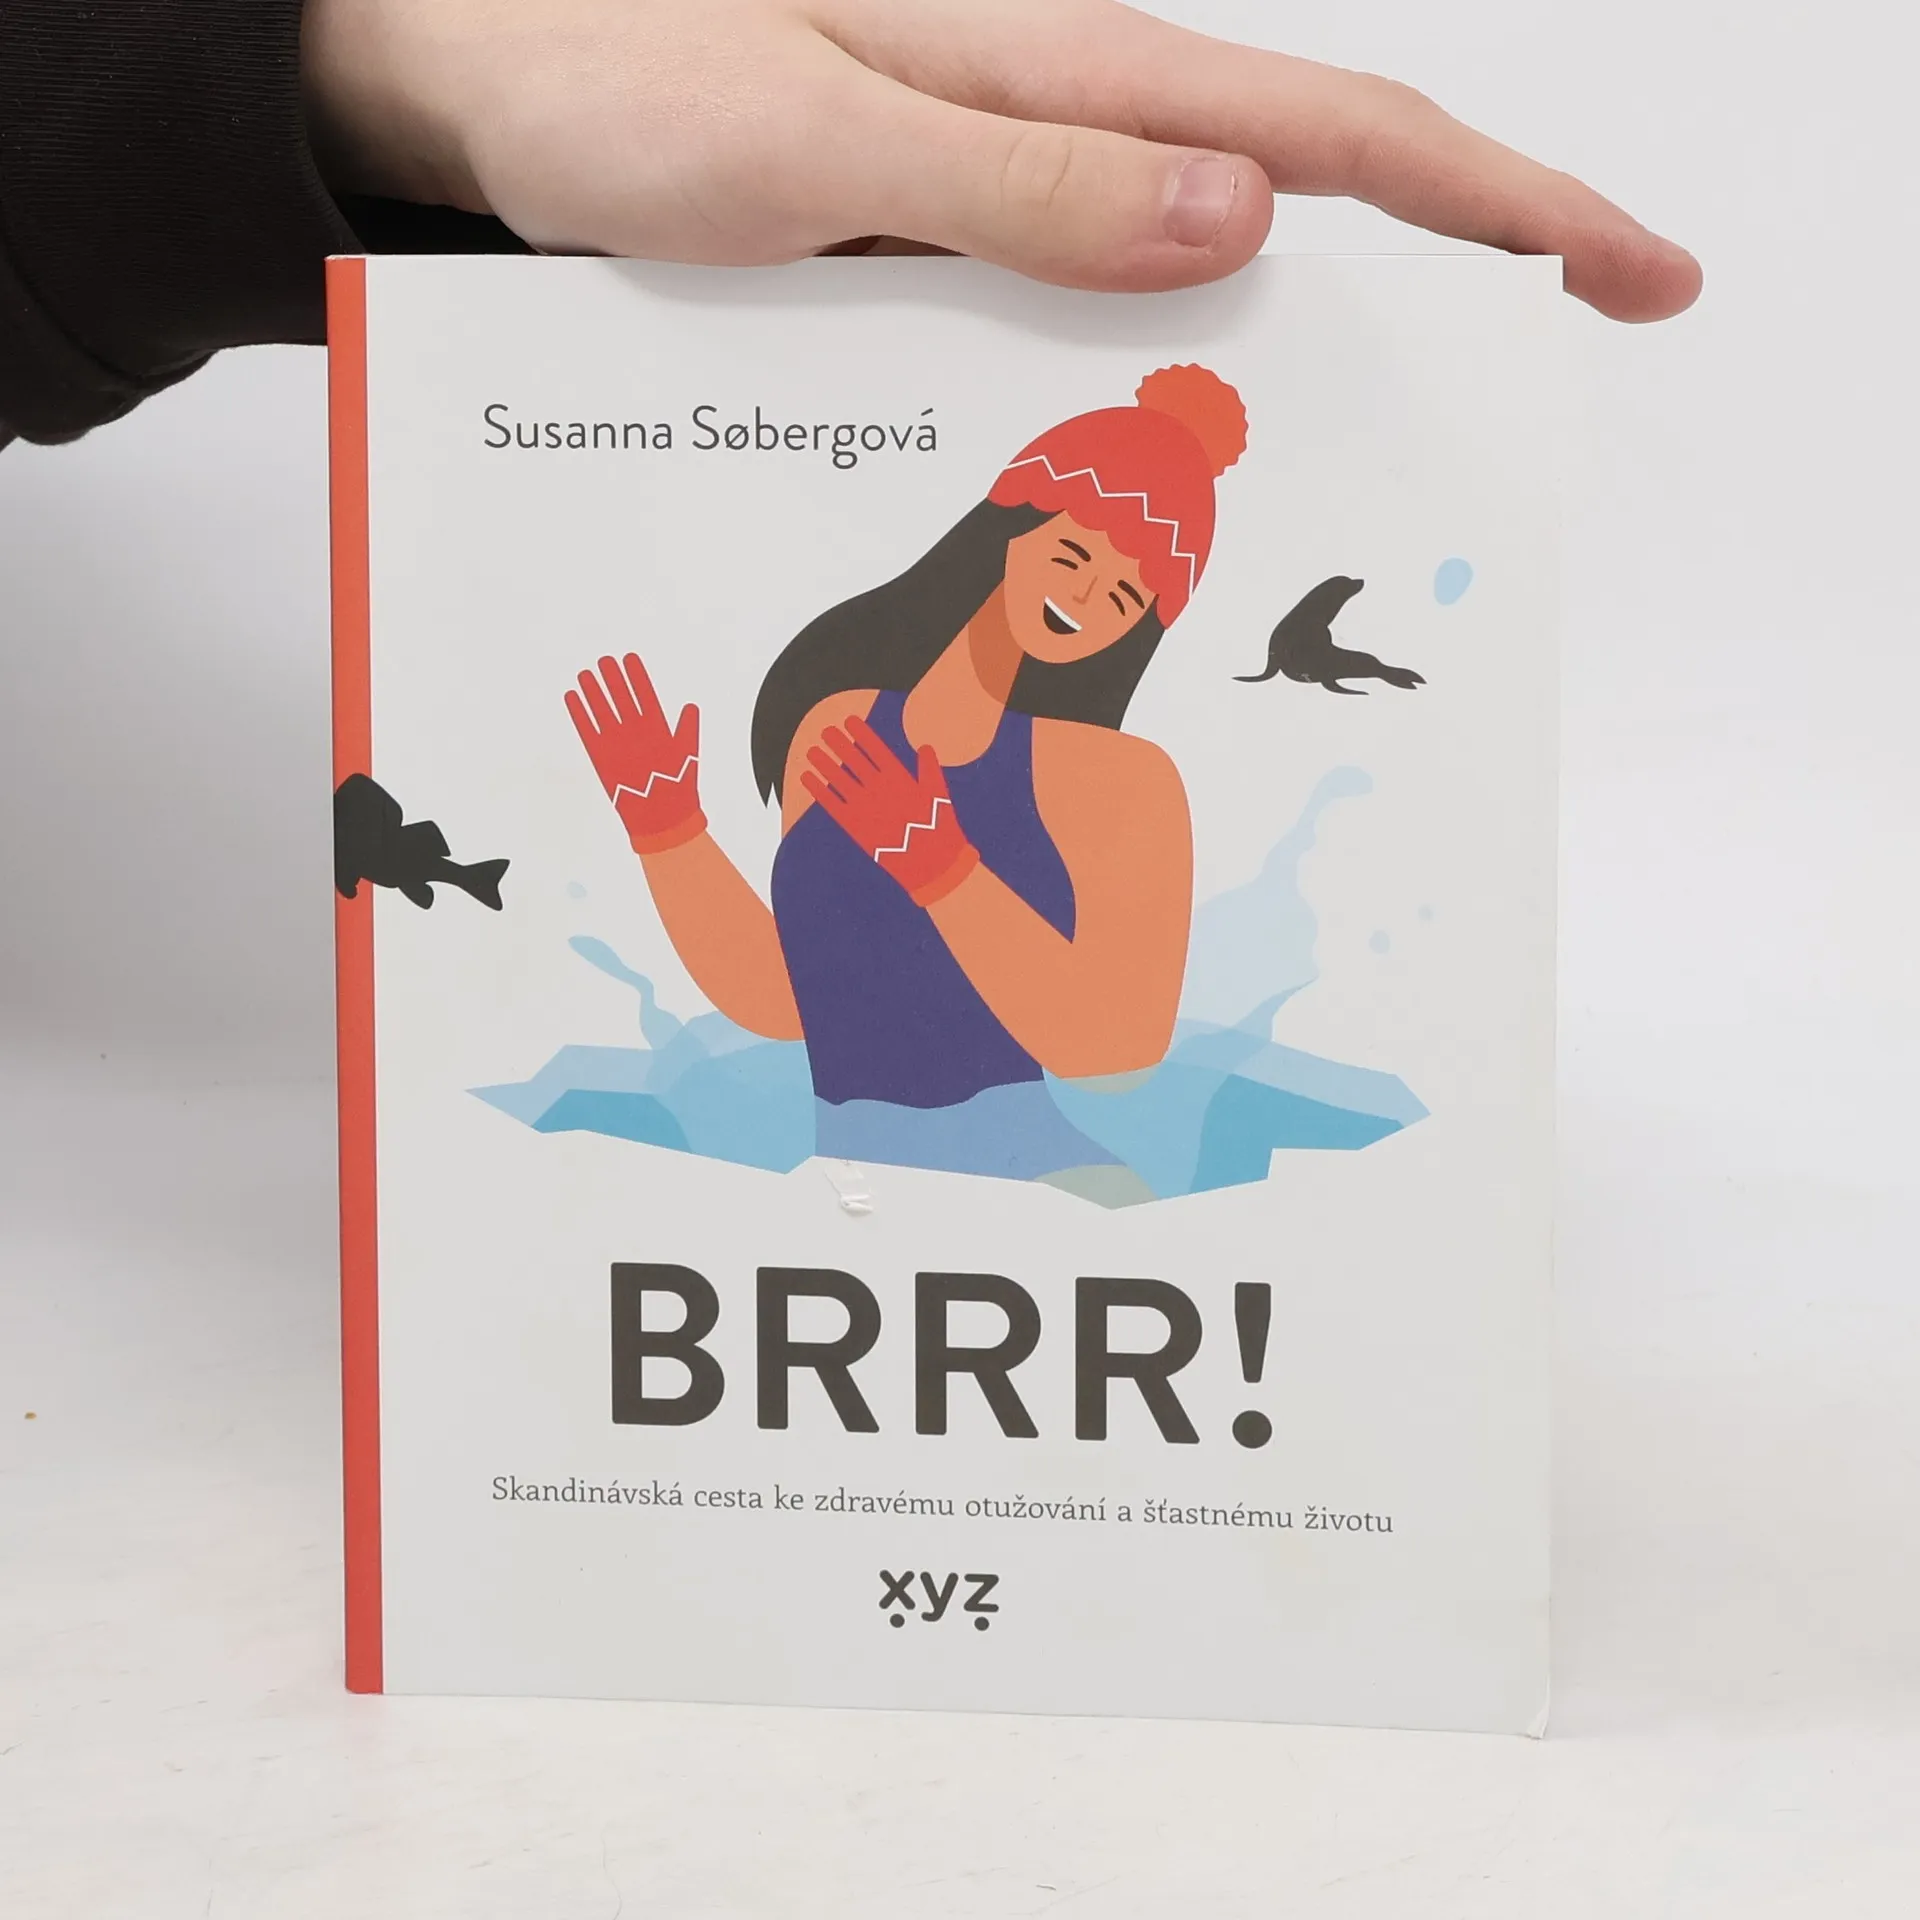 Susanna Søbergová
BRRR!
Skandinávská cesta ke zdravému otužování a šťastnému životu
xyz